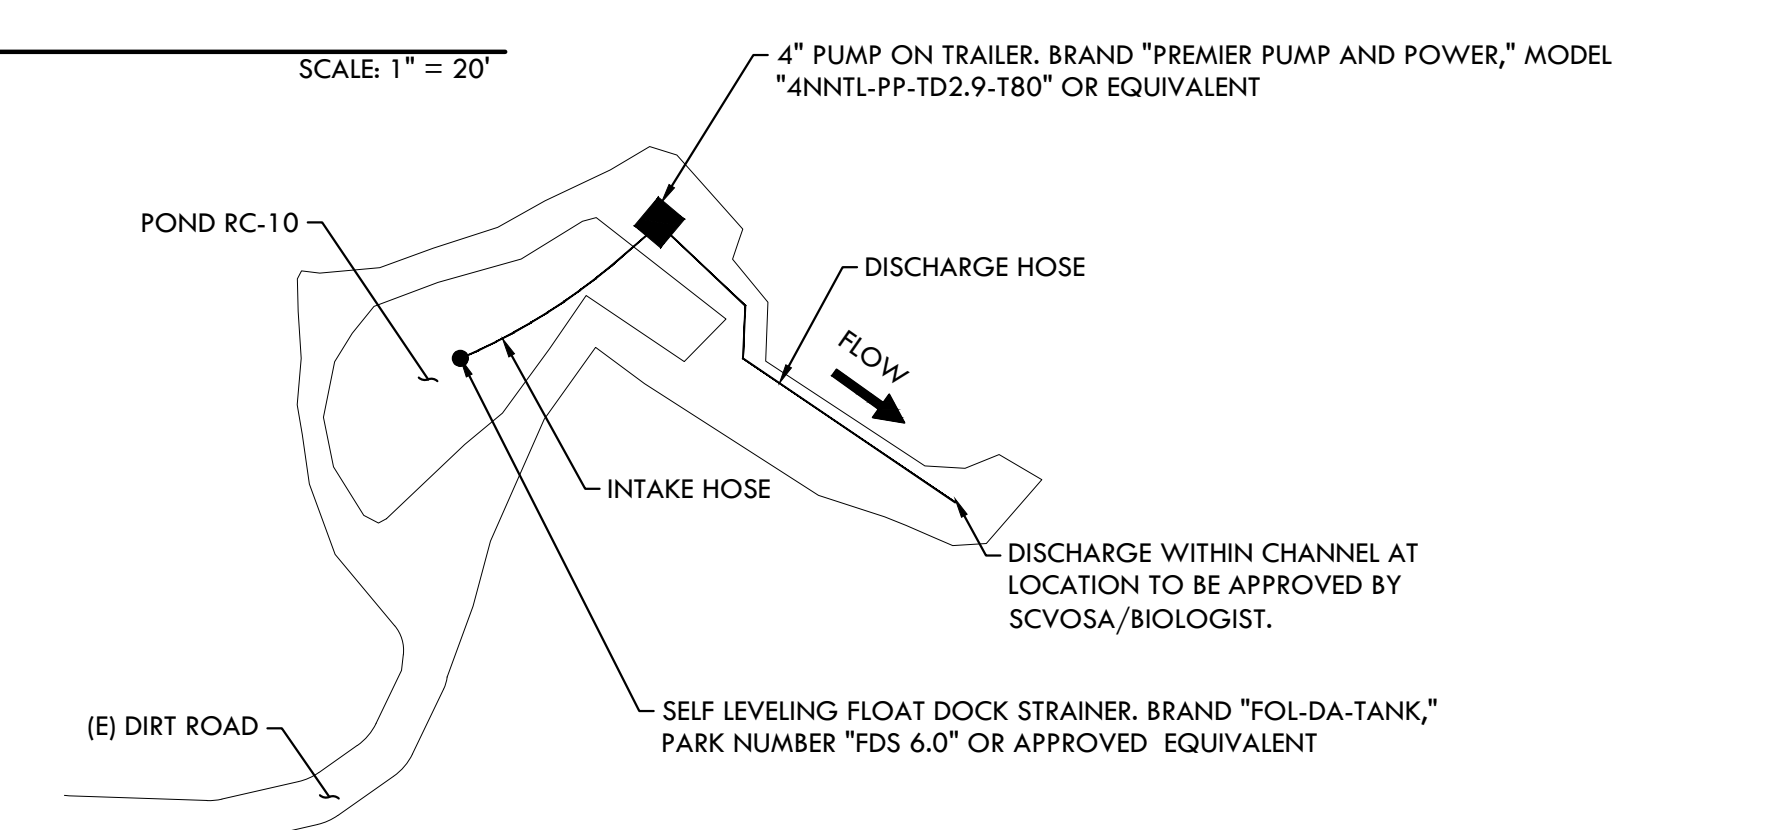 SCALE: 1" = 20'
4" PUMP ON TRAILER. BRAND "PREMIER PUMP AND POWER," MODEL
"4NNTL-PP-TD2.9-T80" OR EQUIVALENT
POND RC-10
DISCHARGE HOSE
FLOW
INTAKE HOSE
DISCHARGE WITHIN CHANNEL AT
LOCATION TO BE APPROVED BY
SCVOSA/BIOLOGIST.
SELF LEVELING FLOAT DOCK STRAINER. BRAND "FOL-DA-TANK,"
PARK NUMBER "FDS 6.0" OR APPROVED  EQUIVALENT
(E) DIRT ROAD